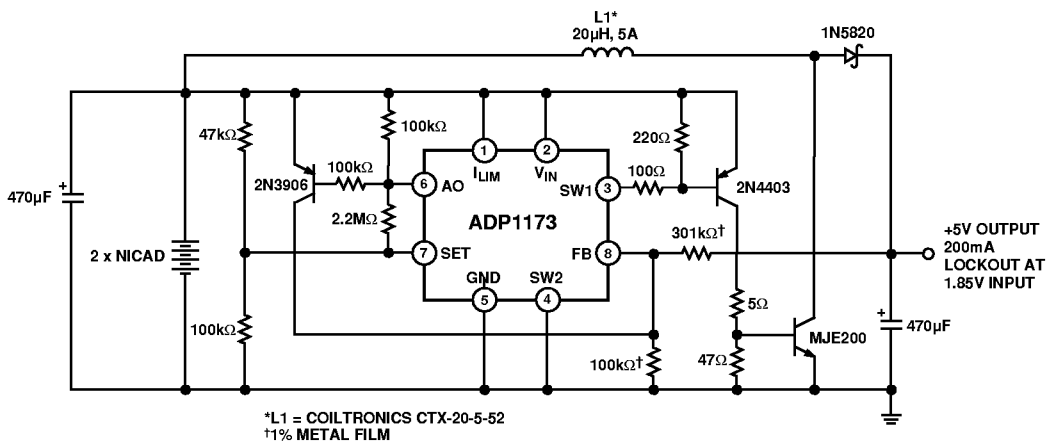 L1*
20µH, 5A
1N5820
47kΩ
100kΩ
220Ω
1
2
ILIM
VIN
100kΩ
2N3906
6
AO
SW1
3
100Ω
2N4403
470µF
+
2.2MΩ
ADP1173
301kΩ†
2 x NICAD
7
SET
FB
8
+5V OUTPUT
200mA
LOCKOUT AT
1.85V INPUT
GND
SW2
5
4
5Ω
100kΩ
MJE200
+
470µF
100kΩ†
47Ω
*L1 = COILTRONICS CTX-20-5-52
†1% METAL FILM